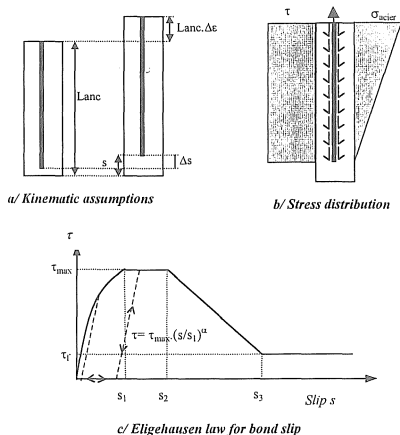 Lanc.Δε
Lanc
s
Δs
a/ Kinematic assumptions
τ
σacier
b/ Stress distribution
τ
τmax
τ= τmax.(s/s1)^α
τf
s1 s2 s3 Slip s
c/ Eligehausen law for bond slip